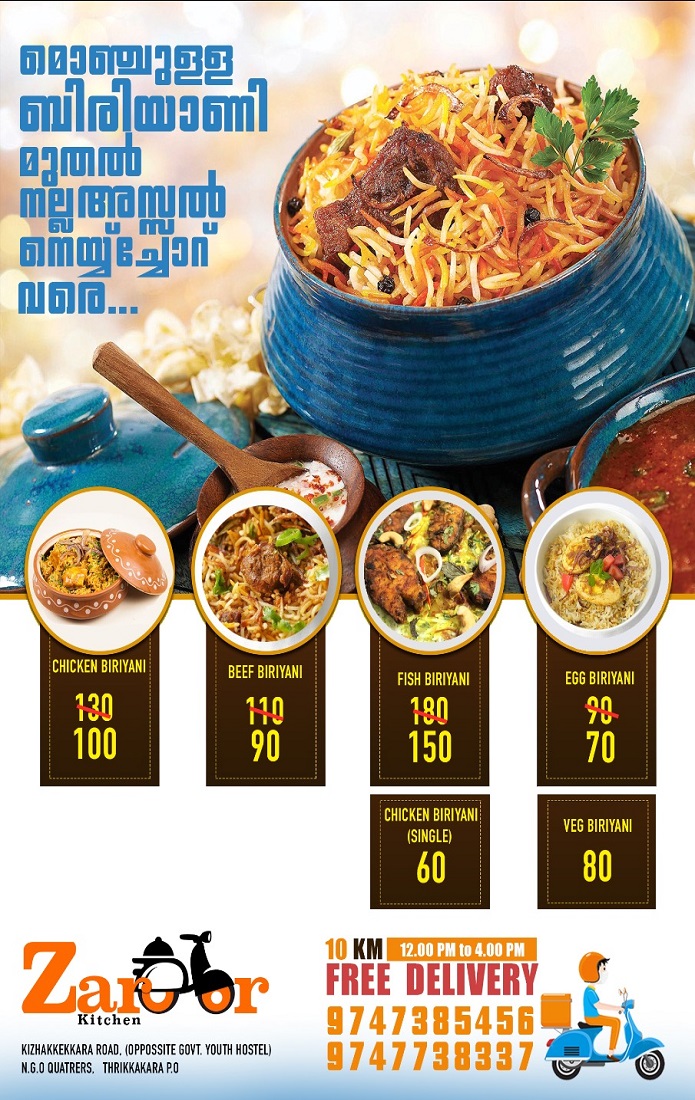 മൊഞ്ചുള്ള
ബിരിയാണി
മുതൽ
നല്ല അസ്സൽ
നെയ്യ്ച്ചോറ്
വരെ...
CHICKEN BIRIYANI
130
100
BEEF BIRIYANI
110
90
FISH BIRIYANI
180
150
EGG BIRIYANI
90
70
CHICKEN BIRIYANI
(SINGLE)
60
VEG BIRIYANI
80
Zaroor
Kitchen
KIZHAKKEKKARA ROAD, (OPPOSSITE GOVT. YOUTH HOSTEL)
N.G.O QUATRERS, THRIKKAKARA P.O
10 KM 12.00 PM to 4.00 PM
FREE DELIVERY
9747385456
9747738337